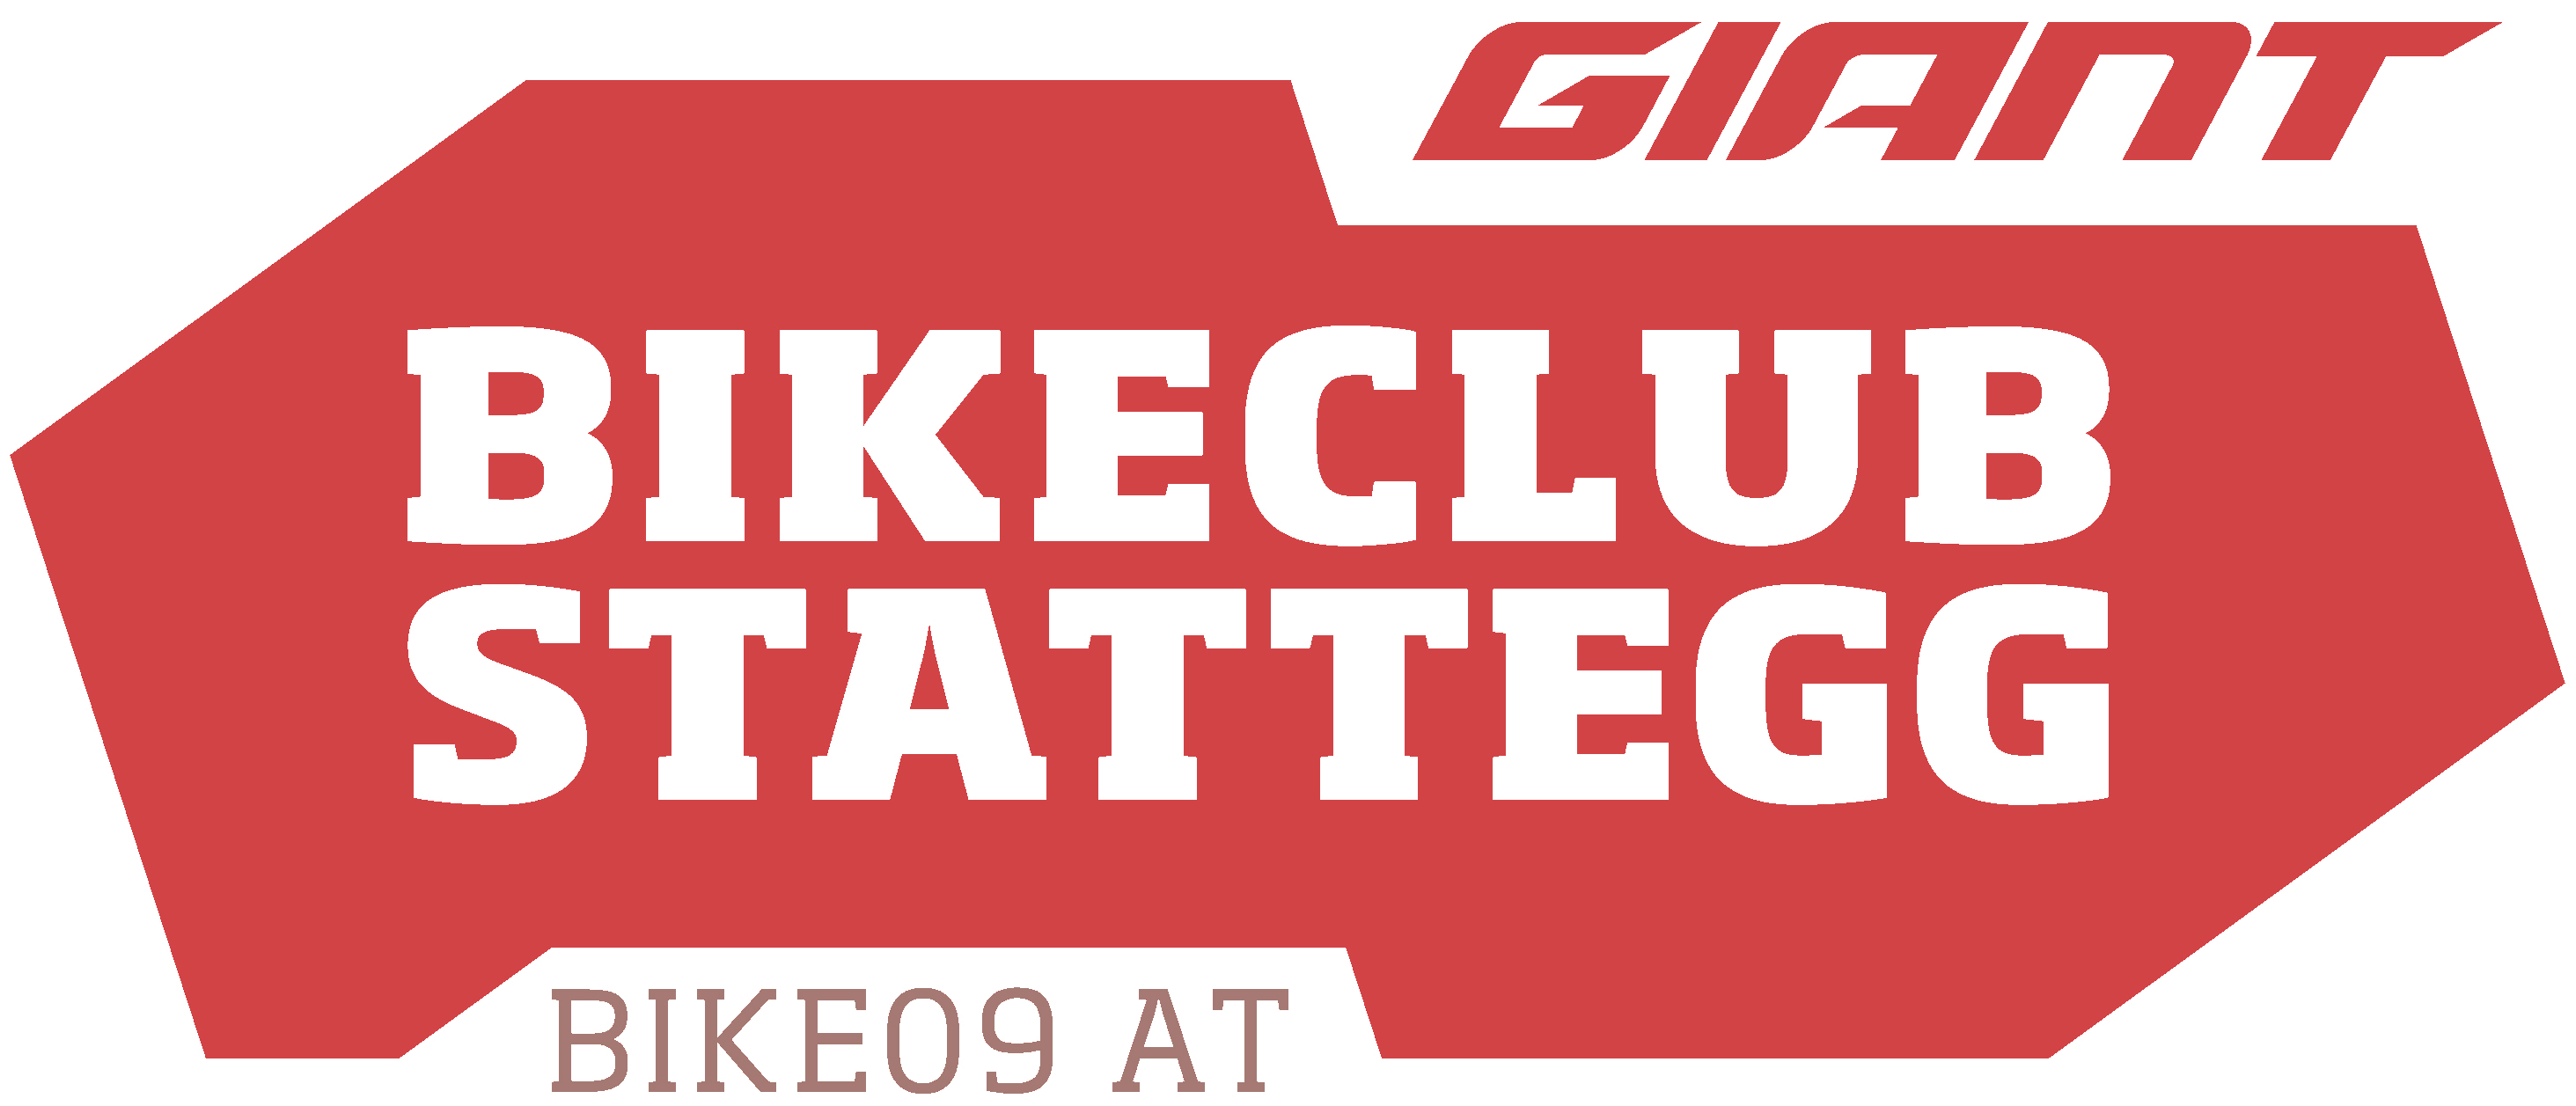 GIANT
BIKECLUB
STATTEGG
BIKE09 AT